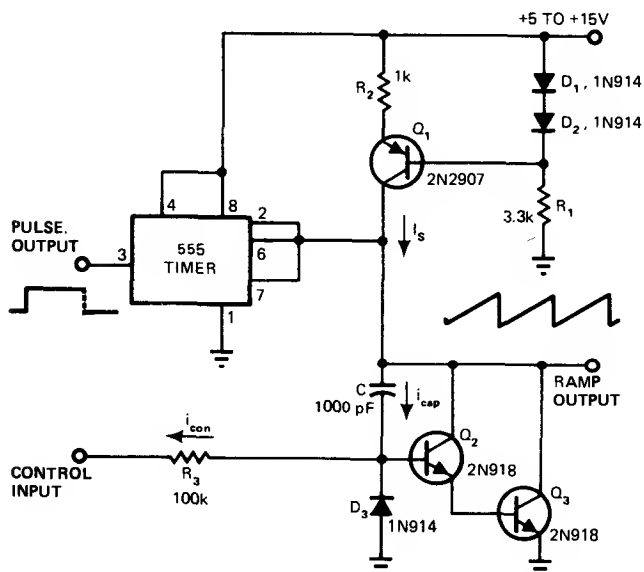 +5 TO +15V
1k
R2
D1, 1N914
D2, 1N914
Q1
2N2907
R1
3.3k
4
8
2
PULSE.
OUTPUT
3
555
TIMER
6
7
1
IS
RAMP
OUTPUT
C
1000 pF
icap
icon
Q2
2N918
CONTROL
INPUT
R3
100k
D3
1N914
Q3
2N918